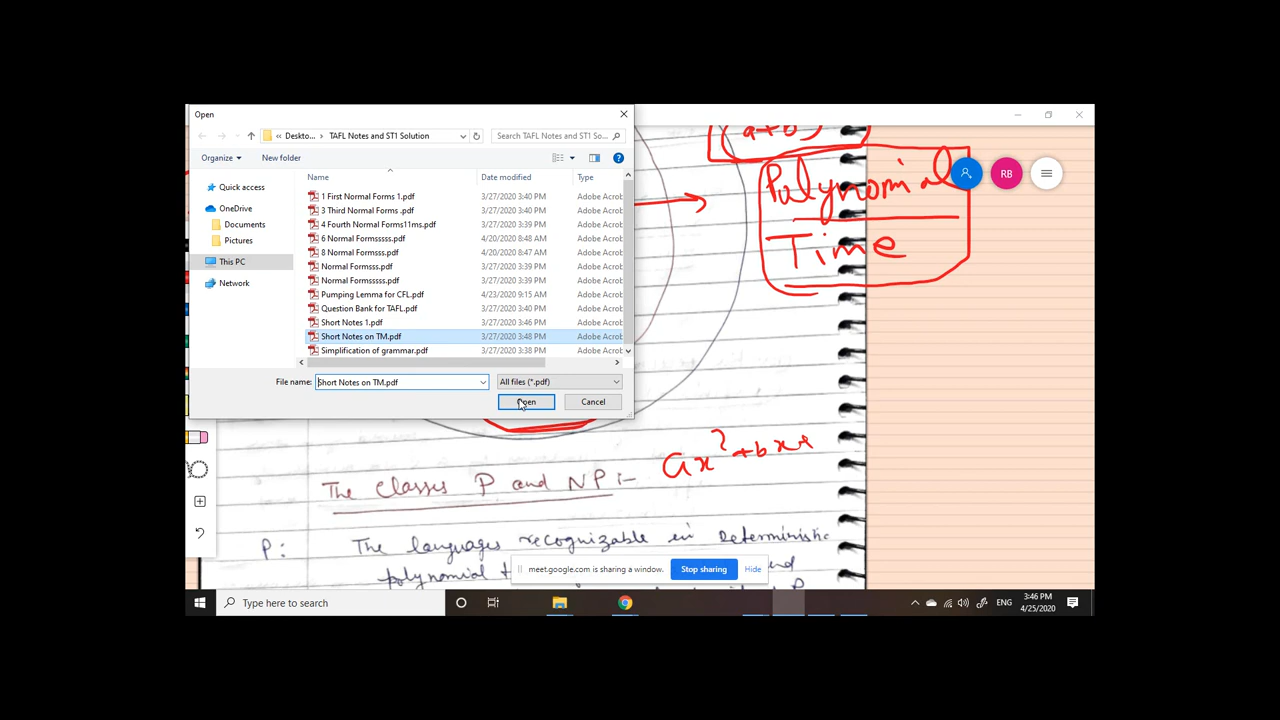 Open
« Deskto... › TAFL Notes and ST1 Solution
Search TAFL Notes and ST1 So...
Organize
New folder
Name Date modified Type
Quick access
OneDrive
Documents
Pictures
This PC
Network
1 First Normal Forms 1.pdf 3/27/2020 3:40 PM Adobe Acrob
3 Third Normal Forms .pdf 3/27/2020 3:40 PM Adobe Acrob
4 Fourth Normal Forms11ms.pdf 3/27/2020 3:39 PM Adobe Acrob
6 Normal Formsssss.pdf 4/20/2020 8:48 AM Adobe Acrob
8 Normal Formssss.pdf 4/20/2020 8:47 AM Adobe Acrob
Normal Formsss.pdf 3/27/2020 3:39 PM Adobe Acrob
Normal Formsssss.pdf 3/27/2020 3:40 PM Adobe Acrob
Pumping Lemma for CFL.pdf 4/23/2020 9:15 AM Adobe Acrob
Question Bank for TAFL.pdf 3/27/2020 3:40 PM Adobe Acrob
Short Notes 1.pdf 3/27/2020 3:46 PM Adobe Acrob
Short Notes on TM.pdf 3/27/2020 3:48 PM Adobe Acrob
Simplification of grammar.pdf 3/27/2020 3:38 PM Adobe Acrob
File name: Short Notes on TM.pdf
All files (*.pdf)
Open
Cancel
(a+b)
Polynomial
Time
RB
ax²+bx+
The classes P and NP:-
P: The languages recognizable in Deterministic
polynomial
and
P
meet.google.com is sharing a window. Stop sharing Hide
Type here to search
ENG
3:46 PM
4/25/2020